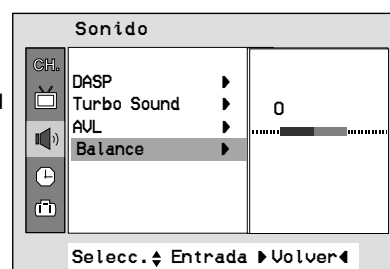 Sonido
CH.
DASP
Turbo Sound
AVL
Balance
0
Selecc. Entrada Volver